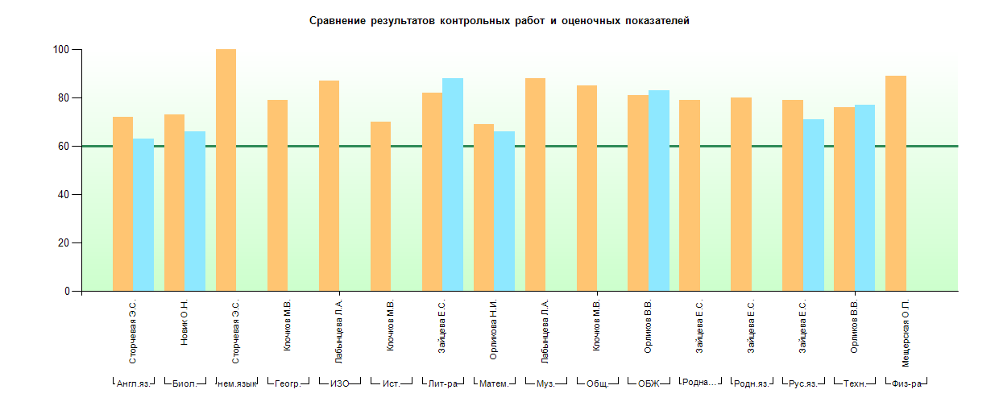 Сравнение результатов контрольных работ и оценочных показателей
100
80
60
40
20
0
Сторчевая Э.С.
Новик О.Н.
Сторчевая Э.С.
Клочков М.В.
Лабынцева Л.А.
Клочков М.В.
Зайцева Е.С.
Орликова Н.И.
Лабынцева Л.А.
Клочков М.В.
Орликов В.В.
Зайцева Е.С.
Зайцева Е.С.
Зайцева Е.С.
Орликов В.В.
Мещерская О.П.
Англ.яз. Биол. нем.язык Геогр. ИЗО Ист. Лит-ра Матем. Муз. Общ. ОБЖ Родна... Родн.яз. Рус.яз. Техн. Физ-ра